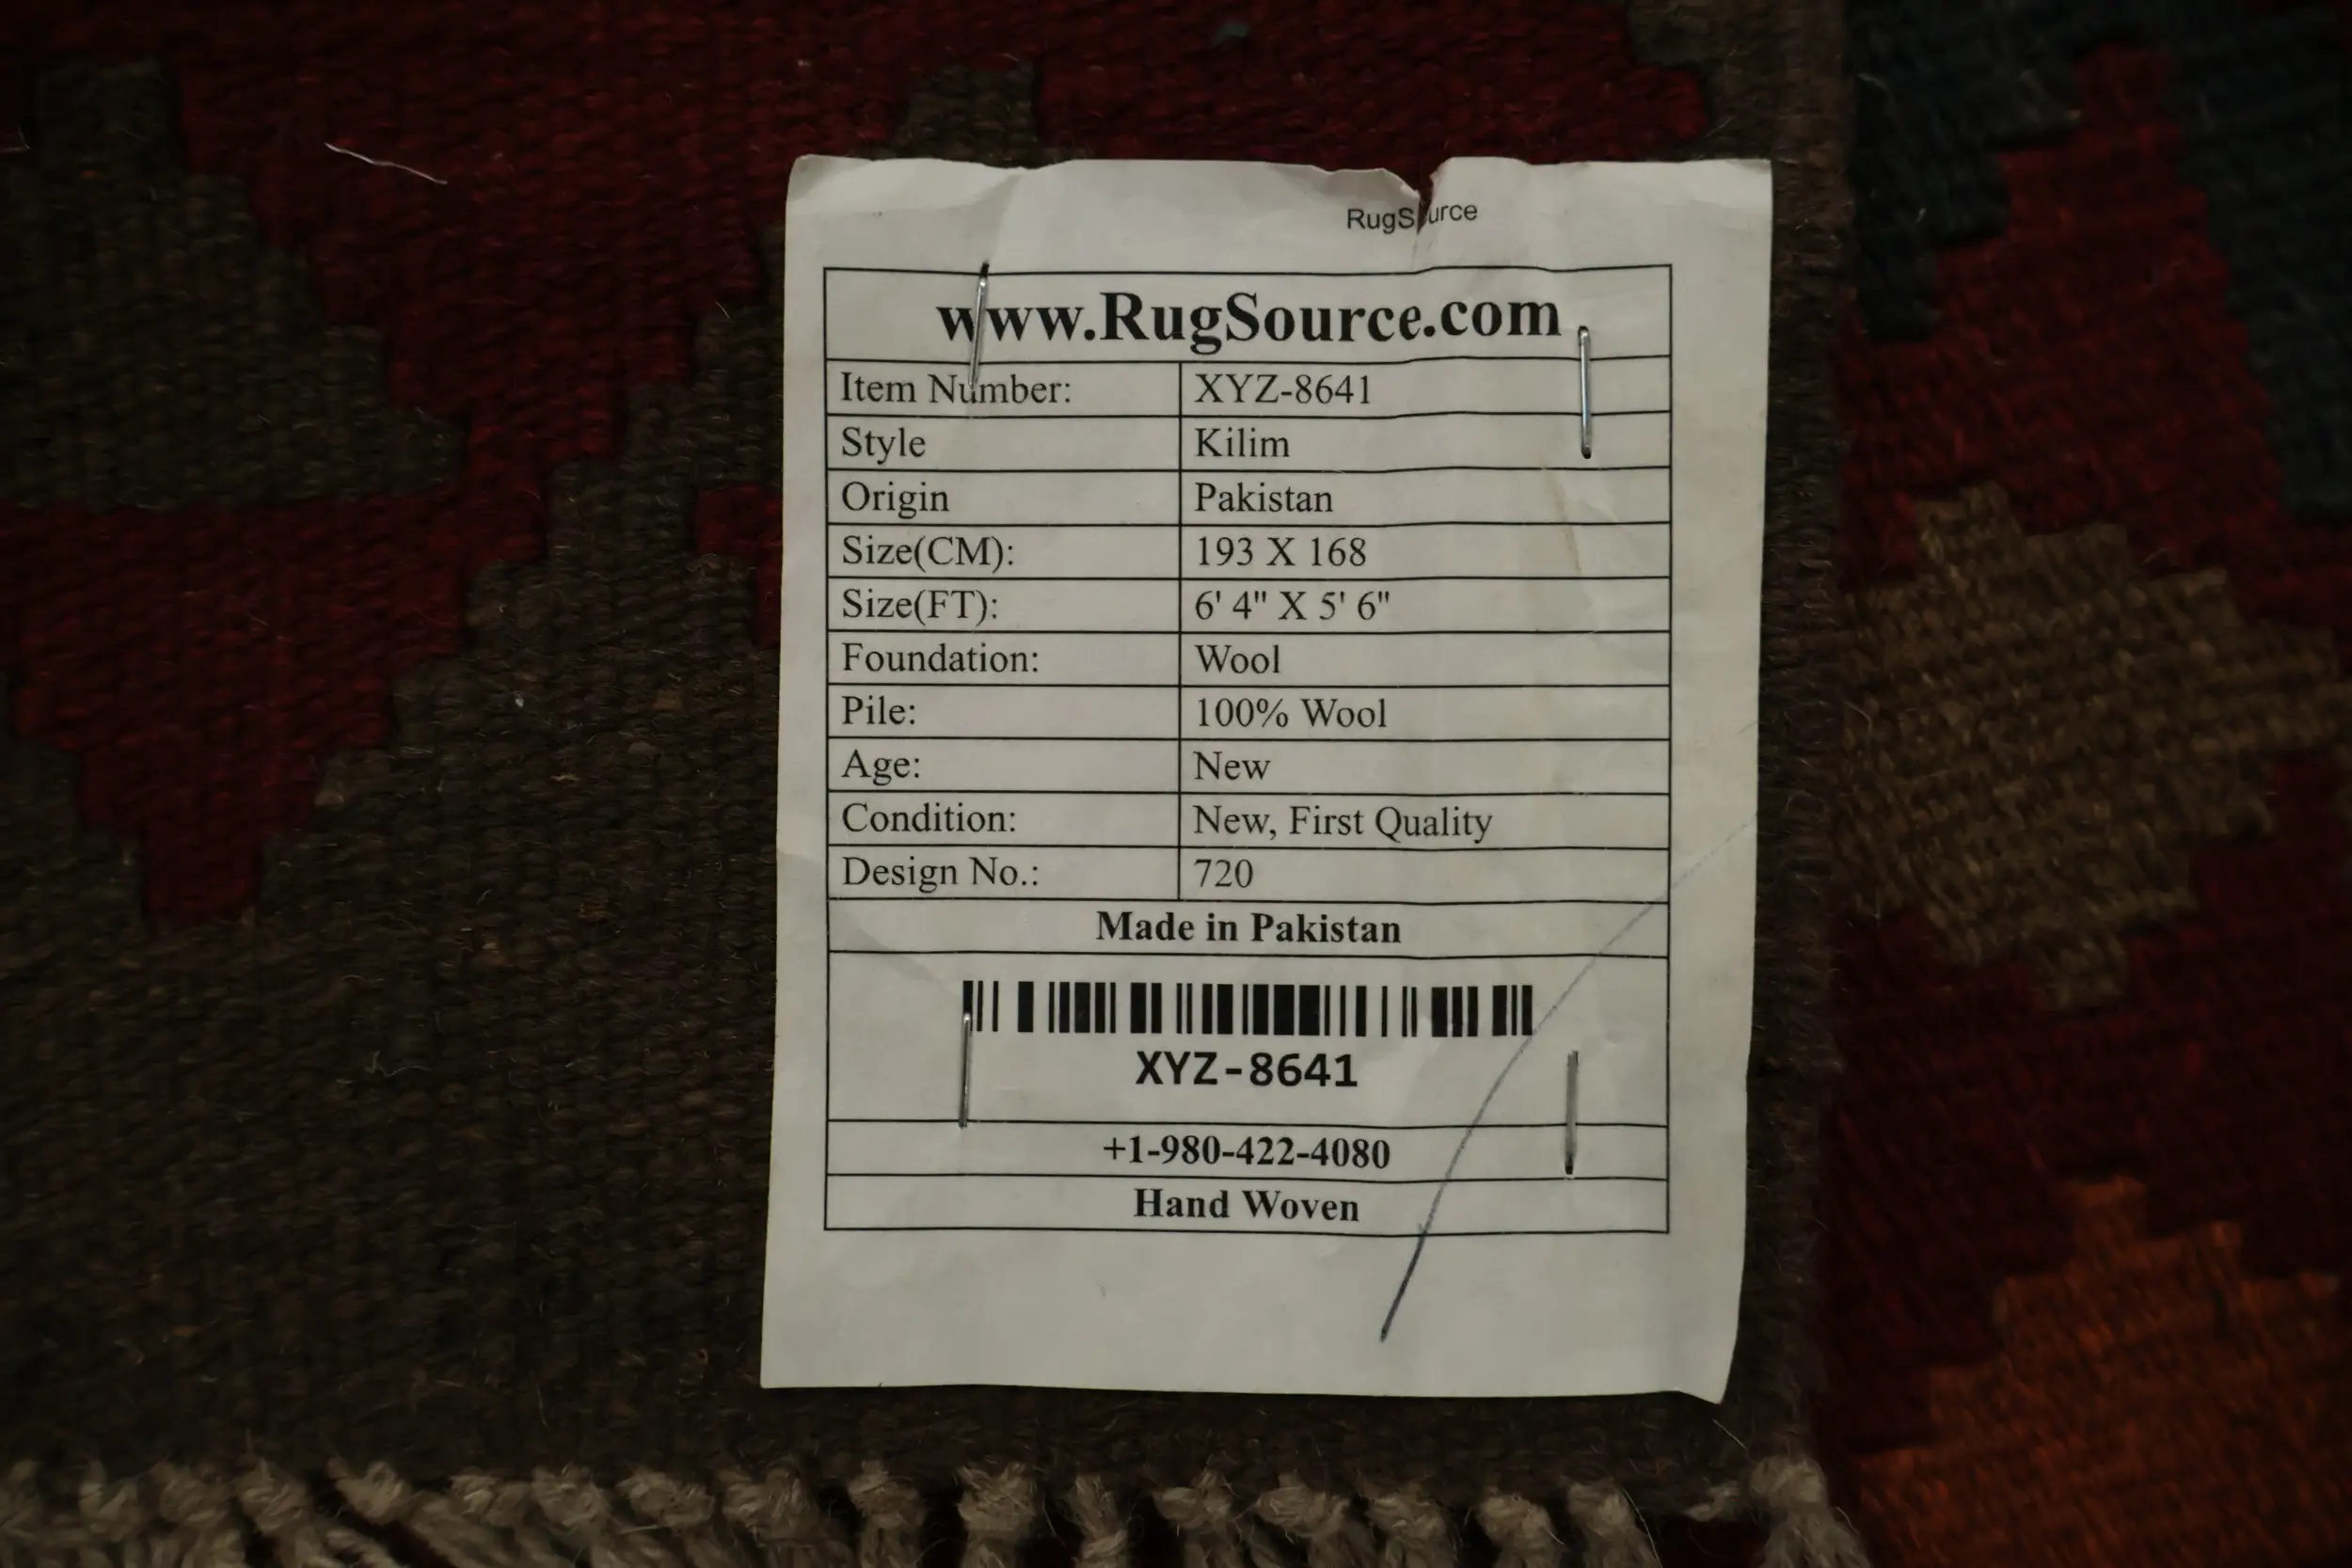 RugSource
www.RugSource.com
Item Number: XYZ-8641
Style Kilim
Origin Pakistan
Size(CM): 193 X 168
Size(FT): 6' 4" X 5' 6"
Foundation: Wool
Pile: 100% Wool
Age: New
Condition: New, First Quality
Design No.: 720
Made in Pakistan
XYZ-8641
+1-980-422-4080
Hand Woven